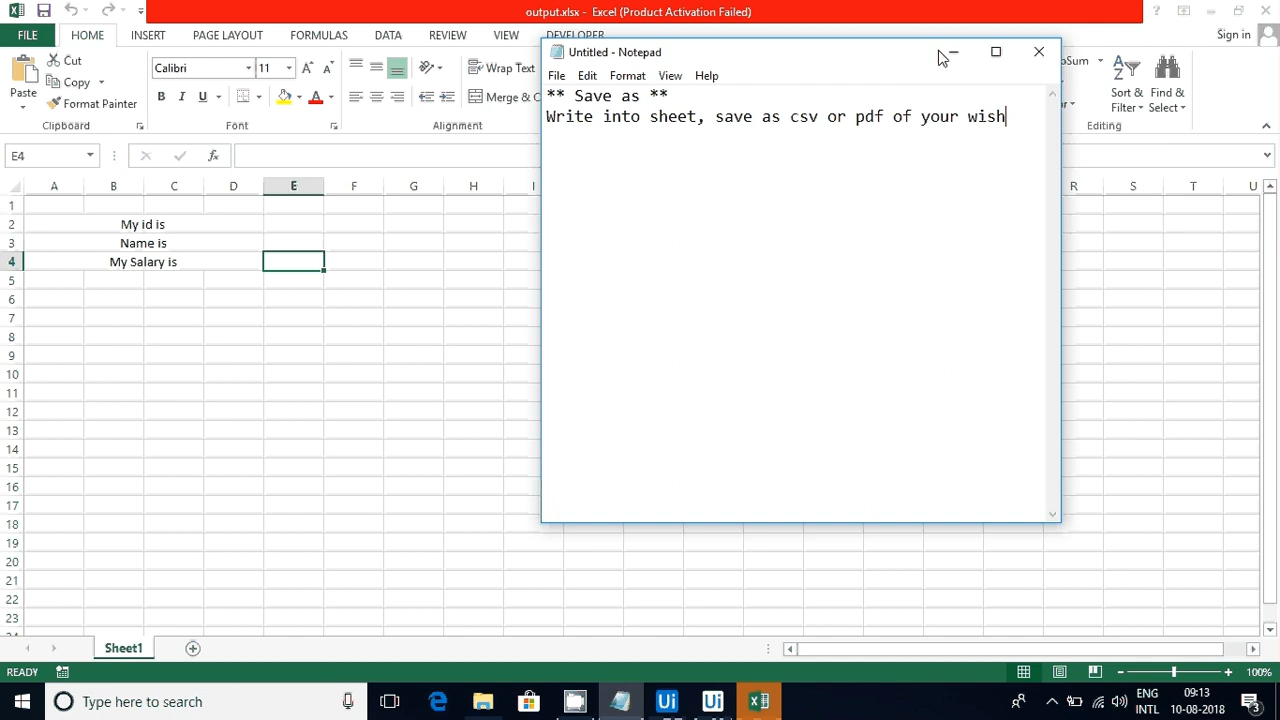 output.xlsx - Excel (Product Activation Failed)
FILE HOME INSERT PAGE LAYOUT FORMULAS DATA REVIEW VIEW DEVELOPER Sign in
Cut
Copy
Format Painter
Paste
Clipboard
Calibri 11
B I U
Font
Wrap Text
Merge & C
Alignment
Sum
Sort & Filter
Find & Select
Editing
Untitled - Notepad
File Edit Format View Help
** Save as **
Write into sheet, save as csv or pdf of your wish
E4
fx
A B C D E F G H I R S T U
1
2 My id is
3 Name is
4 My Salary is
5
6
7
8
9
10
11
12
13
14
15
16
17
18
19
20
21
22
23
Sheet1
READY 100%
Type here to search
Ui Ui
ENG 09:13
INTL 10-08-2018
3